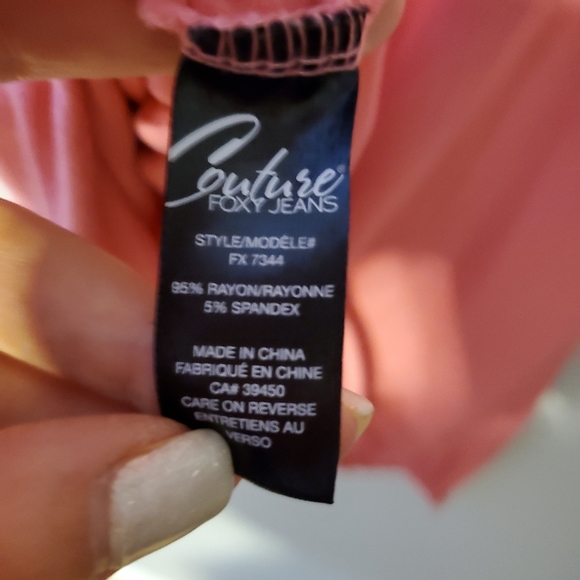 Couture®
FOXY JEANS
STYLE/MODÈLE#
FX 7344
95% RAYON/RAYONNE
5% SPANDEX
MADE IN CHINA
FABRIQUÉ EN CHINE
CA# 39450
CARE ON REVERSE
ENTRETIENS AU
VERSO